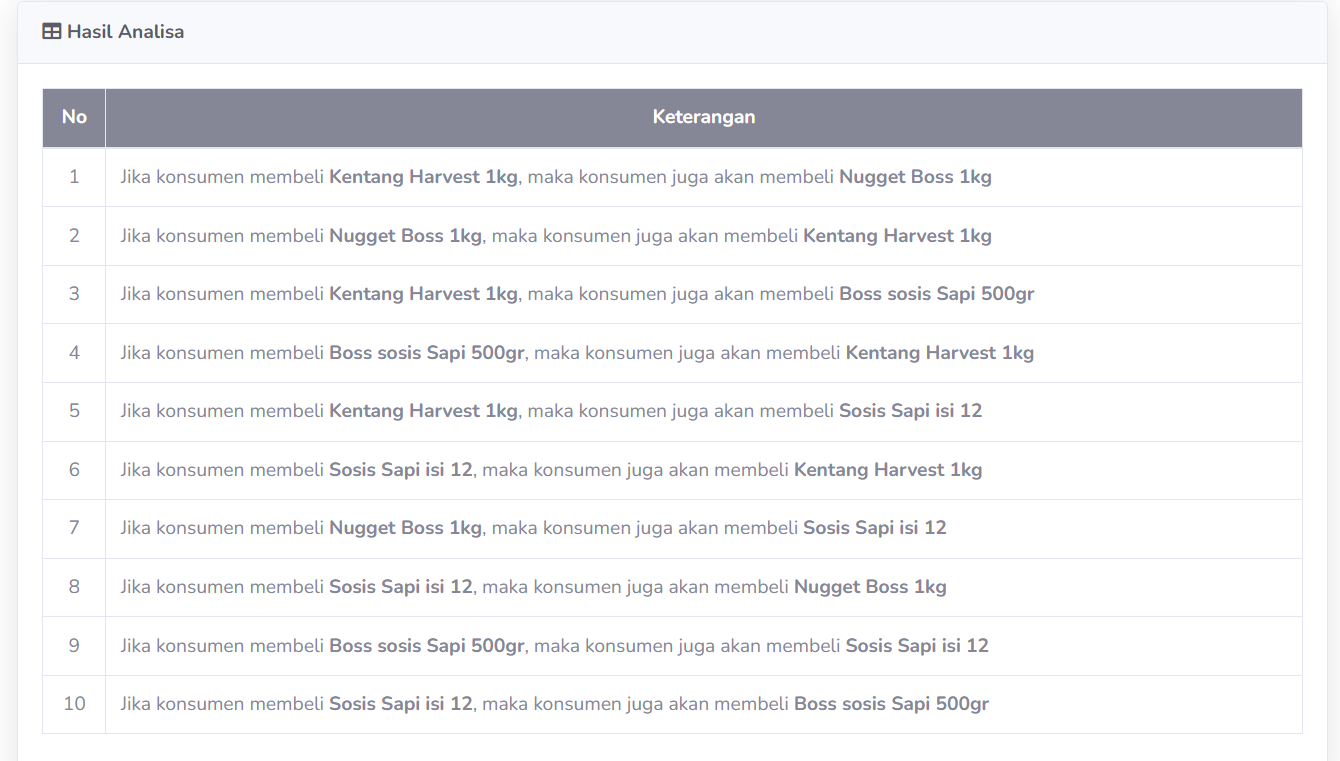 Hasil Analisa
No Keterangan
1 Jika konsumen membeli Kentang Harvest 1kg, maka konsumen juga akan membeli Nugget Boss 1kg
2 Jika konsumen membeli Nugget Boss 1kg, maka konsumen juga akan membeli Kentang Harvest 1kg
3 Jika konsumen membeli Kentang Harvest 1kg, maka konsumen juga akan membeli Boss sosis Sapi 500gr
4 Jika konsumen membeli Boss sosis Sapi 500gr, maka konsumen juga akan membeli Kentang Harvest 1kg
5 Jika konsumen membeli Kentang Harvest 1kg, maka konsumen juga akan membeli Sosis Sapi isi 12
6 Jika konsumen membeli Sosis Sapi isi 12, maka konsumen juga akan membeli Kentang Harvest 1kg
7 Jika konsumen membeli Nugget Boss 1kg, maka konsumen juga akan membeli Sosis Sapi isi 12
8 Jika konsumen membeli Sosis Sapi isi 12, maka konsumen juga akan membeli Nugget Boss 1kg
9 Jika konsumen membeli Boss sosis Sapi 500gr, maka konsumen juga akan membeli Sosis Sapi isi 12
10 Jika konsumen membeli Sosis Sapi isi 12, maka konsumen juga akan membeli Boss sosis Sapi 500gr